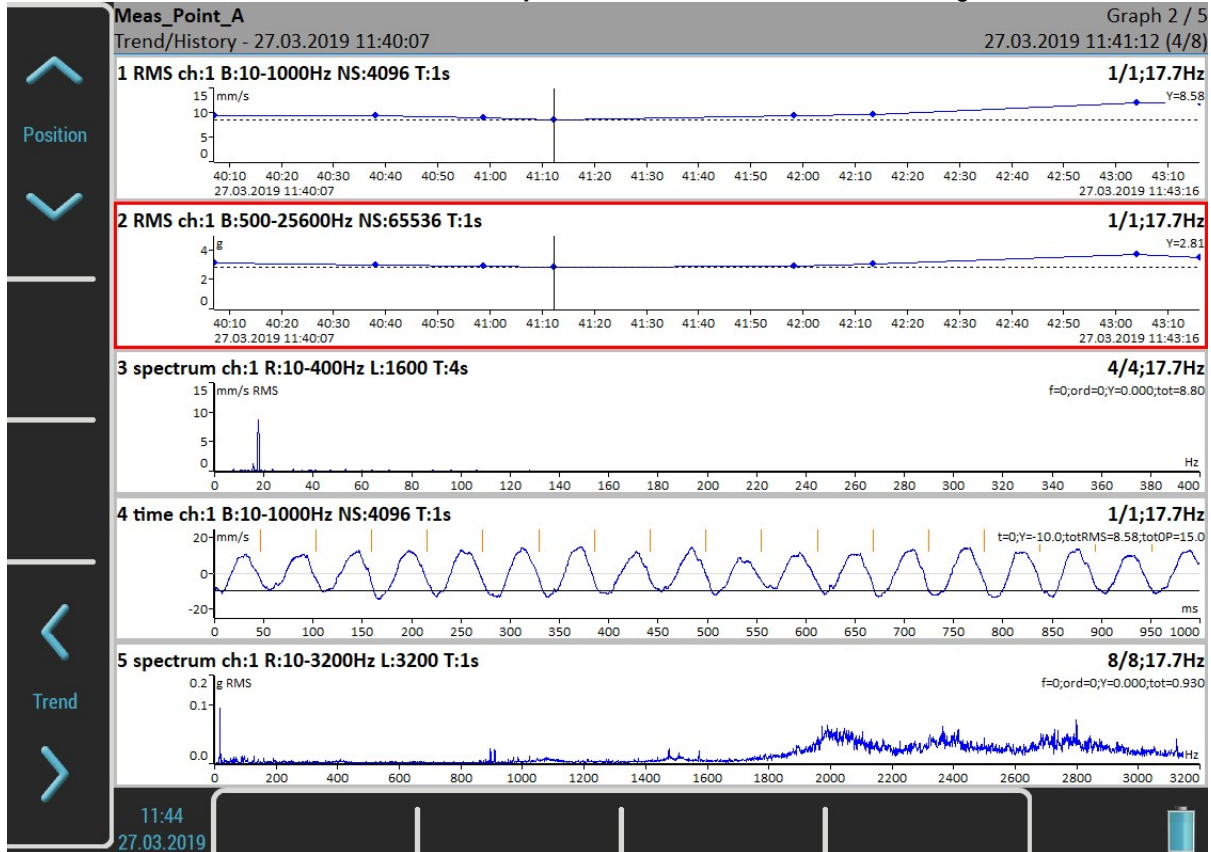 Meas_Point_A Graph 2 / 5
Trend/History - 27.03.2019 11:40:07 27.03.2019 11:41:12 (4/8)
Position
Trend
1 RMS ch:1 B:10-1000Hz NS:4096 T:1s 1/1;17.7Hz
15 mm/s Y=8.58
10
5
0
40:10 40:20 40:30 40:40 40:50 41:00 41:10 41:20 41:30 41:40 41:50 42:00 42:10 42:20 42:30 42:40 42:50 43:00 43:10
27.03.2019 11:40:07 27.03.2019 11:43:16
2 RMS ch:1 B:500-25600Hz NS:65536 T:1s 1/1;17.7Hz
g Y=2.81
4
2
0
40:10 40:20 40:30 40:40 40:50 41:00 41:10 41:20 41:30 41:40 41:50 42:00 42:10 42:20 42:30 42:40 42:50 43:00 43:10
27.03.2019 11:40:07 27.03.2019 11:43:16
3 spectrum ch:1 R:10-400Hz L:1600 T:4s 4/4;17.7Hz
15 mm/s RMS f=0;ord=0;Y=0.000;tot=8.80
10
5
0 Hz
0 20 40 60 80 100 120 140 160 180 200 220 240 260 280 300 320 340 360 380 400
4 time ch:1 B:10-1000Hz NS:4096 T:1s 1/1;17.7Hz
20 mm/s t=0;Y=-10.0;totRMS=8.58;tot0P=15.0
0
-20 ms
0 50 100 150 200 250 300 350 400 450 500 550 600 650 700 750 800 850 900 950 1000
5 spectrum ch:1 R:10-3200Hz L:3200 T:1s 8/8;17.7Hz
0.2 g RMS f=0;ord=0;Y=0.000;tot=0.930
0.1
0.0 Hz
0 200 400 600 800 1000 1200 1400 1600 1800 2000 2200 2400 2600 2800 3000 3200
11:44
27.03.2019